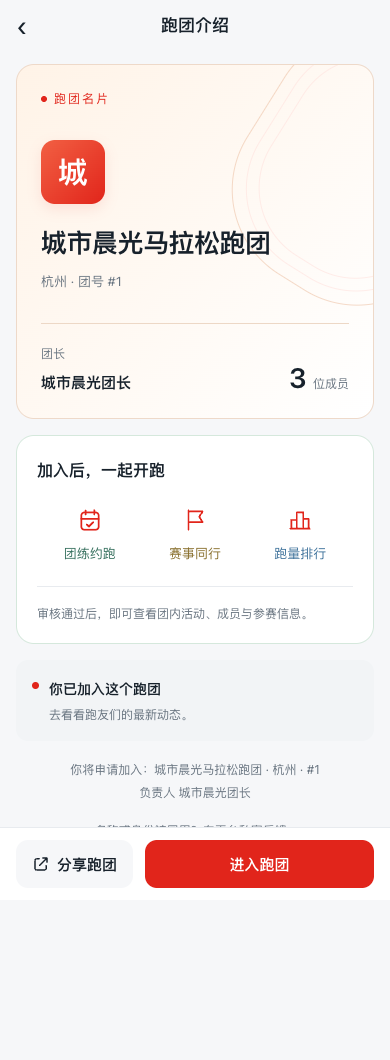 跑团介绍
跑团名片
城
城市晨光马拉松跑团
杭州 · 团号 #1
团长
城市晨光团长
3 位成员
加入后，一起开跑
团练约跑
赛事同行
跑量排行
审核通过后，即可查看团内活动、成员与参赛信息。
你已加入这个跑团
去看看跑友们的最新动态。
你将申请加入：城市晨光马拉松跑团 · 杭州 · #1
负责人 城市晨光团长
分享跑团
进入跑团